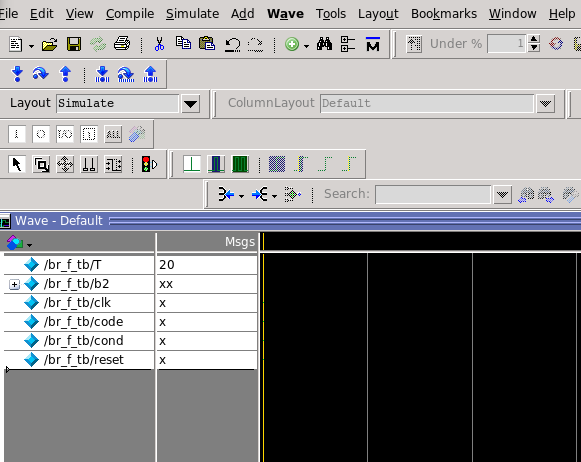 File Edit View Compile Simulate Add Wave Tools Layout Bookmarks Window Help
Under % 1
Layout Simulate ColumnLayout Default
ALL
Search:
Wave - Default
Msgs
/br_f_tb/T 20
/br_f_tb/b2 xx
/br_f_tb/clk x
/br_f_tb/code x
/br_f_tb/cond x
/br_f_tb/reset x